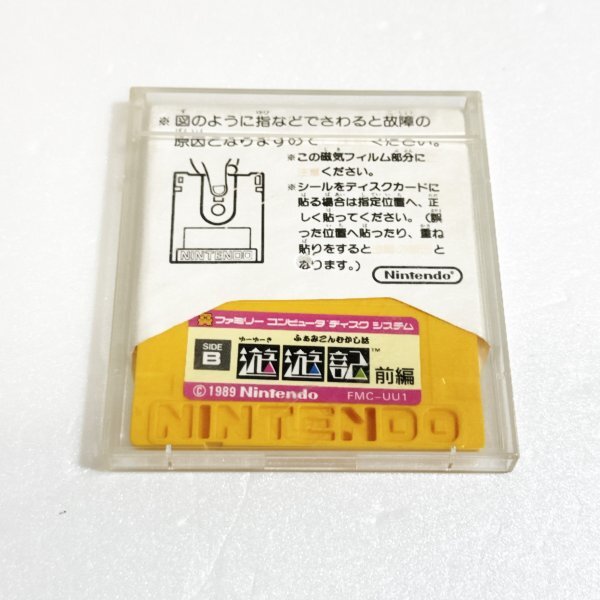 ※図のように指などでさわると故障の
原因となりますので ください。
※この磁気フィルム部分に
ください。
※シールをディスクカードに
貼る場合は指定位置へ、正
しく貼ってください。(誤
った位置へ貼ったり、重ね
貼りをすると と
なります。)
NINTENDO
Nintendo®
ファミリー コンピュータ ディスク システム
SIDE B
ゆーゆーき ふぁみこんむかし話
遊遊記™ 前編
©1989 Nintendo FMC-UU1
NINTENDO